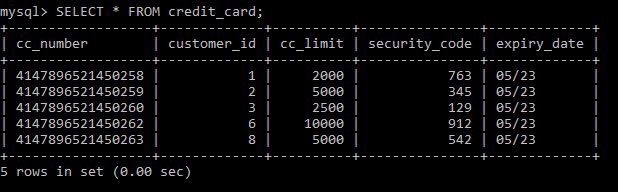 mysql> SELECT * FROM credit_card;
+------------------+-------------+----------+---------------+-------------+
| cc_number        | customer_id | cc_limit | security_code | expiry_date |
+------------------+-------------+----------+---------------+-------------+
| 4147896521450258 |           1 |     2000 |           763 | 05/23       |
| 4147896521450259 |           2 |     5000 |           345 | 05/23       |
| 4147896521450260 |           3 |     2500 |           129 | 05/23       |
| 4147896521450262 |           6 |    10000 |           912 | 05/23       |
| 4147896521450263 |           8 |     5000 |           542 | 05/23       |
+------------------+-------------+----------+---------------+-------------+
5 rows in set (0.00 sec)